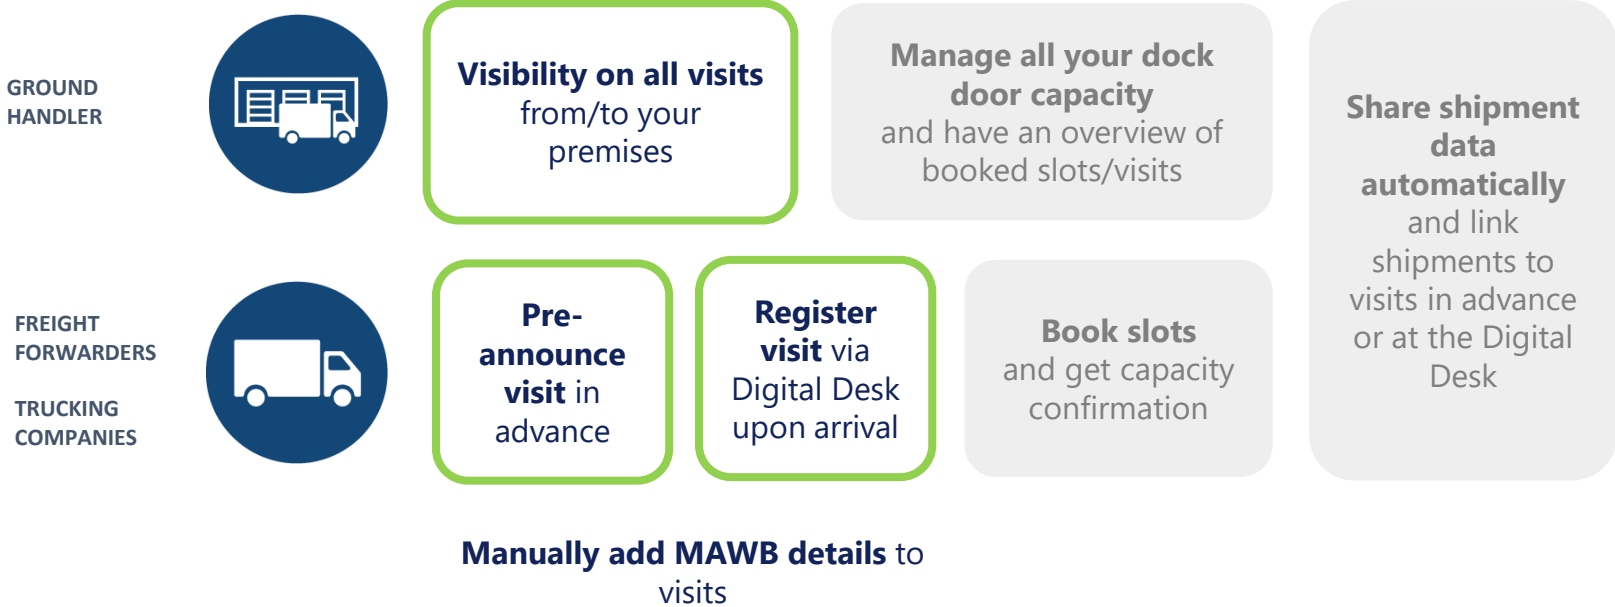 GROUND
HANDLER
Visibility on all visits
from/to your
premises
Manage all your dock
door capacity
and have an overview of
booked slots/visits
Share shipment
data
automatically
and link
shipments to
visits in advance
or at the Digital
Desk
FREIGHT
FORWARDERS
TRUCKING
COMPANIES
Pre-
announce
visit in
advance
Register
visit via
Digital Desk
upon arrival
Book slots
and get capacity
confirmation
Manually add MAWB details to
visits